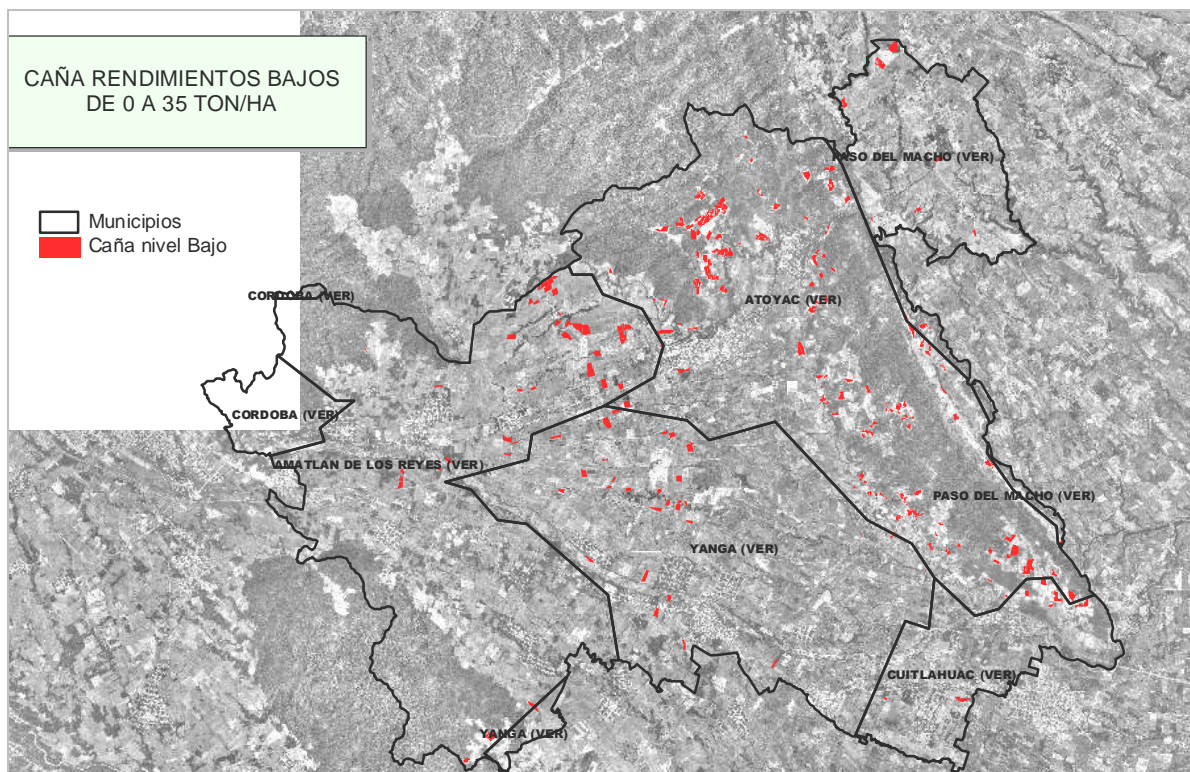 CAÑA RENDIMIENTOS BAJOS
DE 0 A 35 TON/HA
Municipios
Caña nivel Bajo
PASO DEL MACHO (VER)
CORDOBA (VER)
ATOYAC (VER)
CORDOBA (VER)
AMATLAN DE LOS REYES (VER)
PASO DEL MACHO (VER)
YANGA (VER)
CUITLAHUAC (VER)
YANGA (VER)